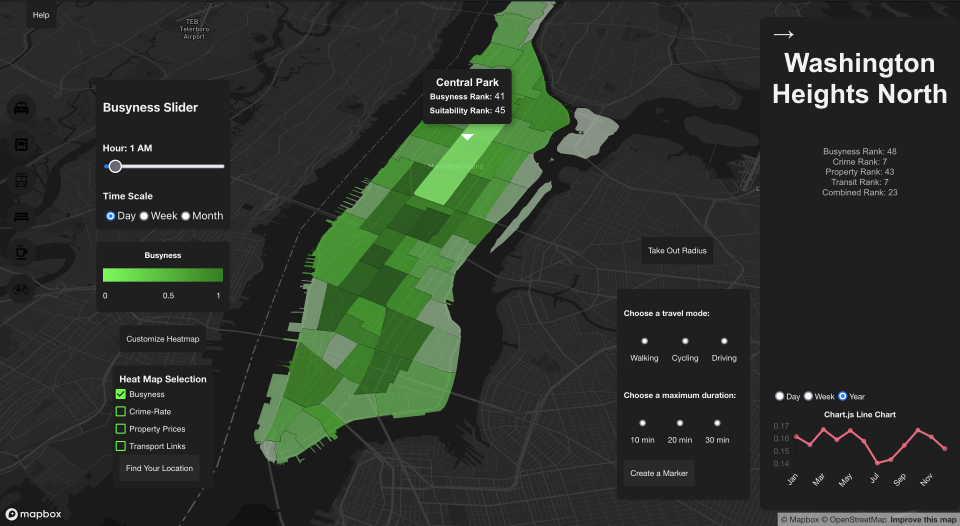 Help
TEB
Teterboro
Airport
Central Park
Busyness Rank: 41
Suitability Rank: 45
Busyness Slider
Hour: 1 AM
Time Scale
Day Week Month
Busyness
0 0.5 1
Customize Heatmap
Heat Map Selection
Busyness
Crime-Rate
Property Prices
Transport Links
Find Your Location
Take Out Radius
Choose a travel mode:
Walking Cycling Driving
Choose a maximum duration:
10 min 20 min 30 min
Create a Marker
→
Washington
Heights North
Busyness Rank: 48
Crime Rank: 7
Property Rank: 43
Transit Rank: 7
Combined Rank: 23
Day Week Year
Chart.js Line Chart
0.17
0.16
0.15
0.14
Jan Mar May Jul Sep Nov
mapbox
© Mapbox © OpenStreetMap Improve this map